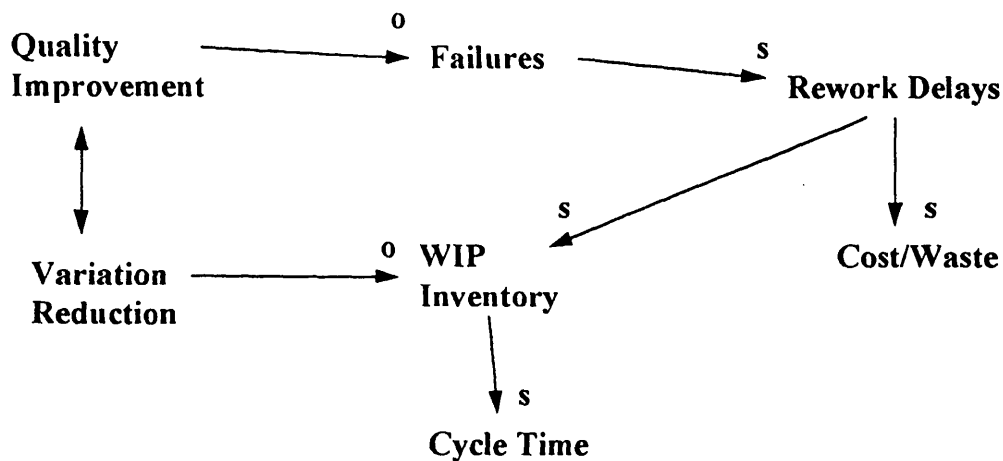 o
Quality
Improvement
Failures
s
Rework Delays
s
s
Cost/Waste
o
WIP
Inventory
Variation
Reduction
s
Cycle Time